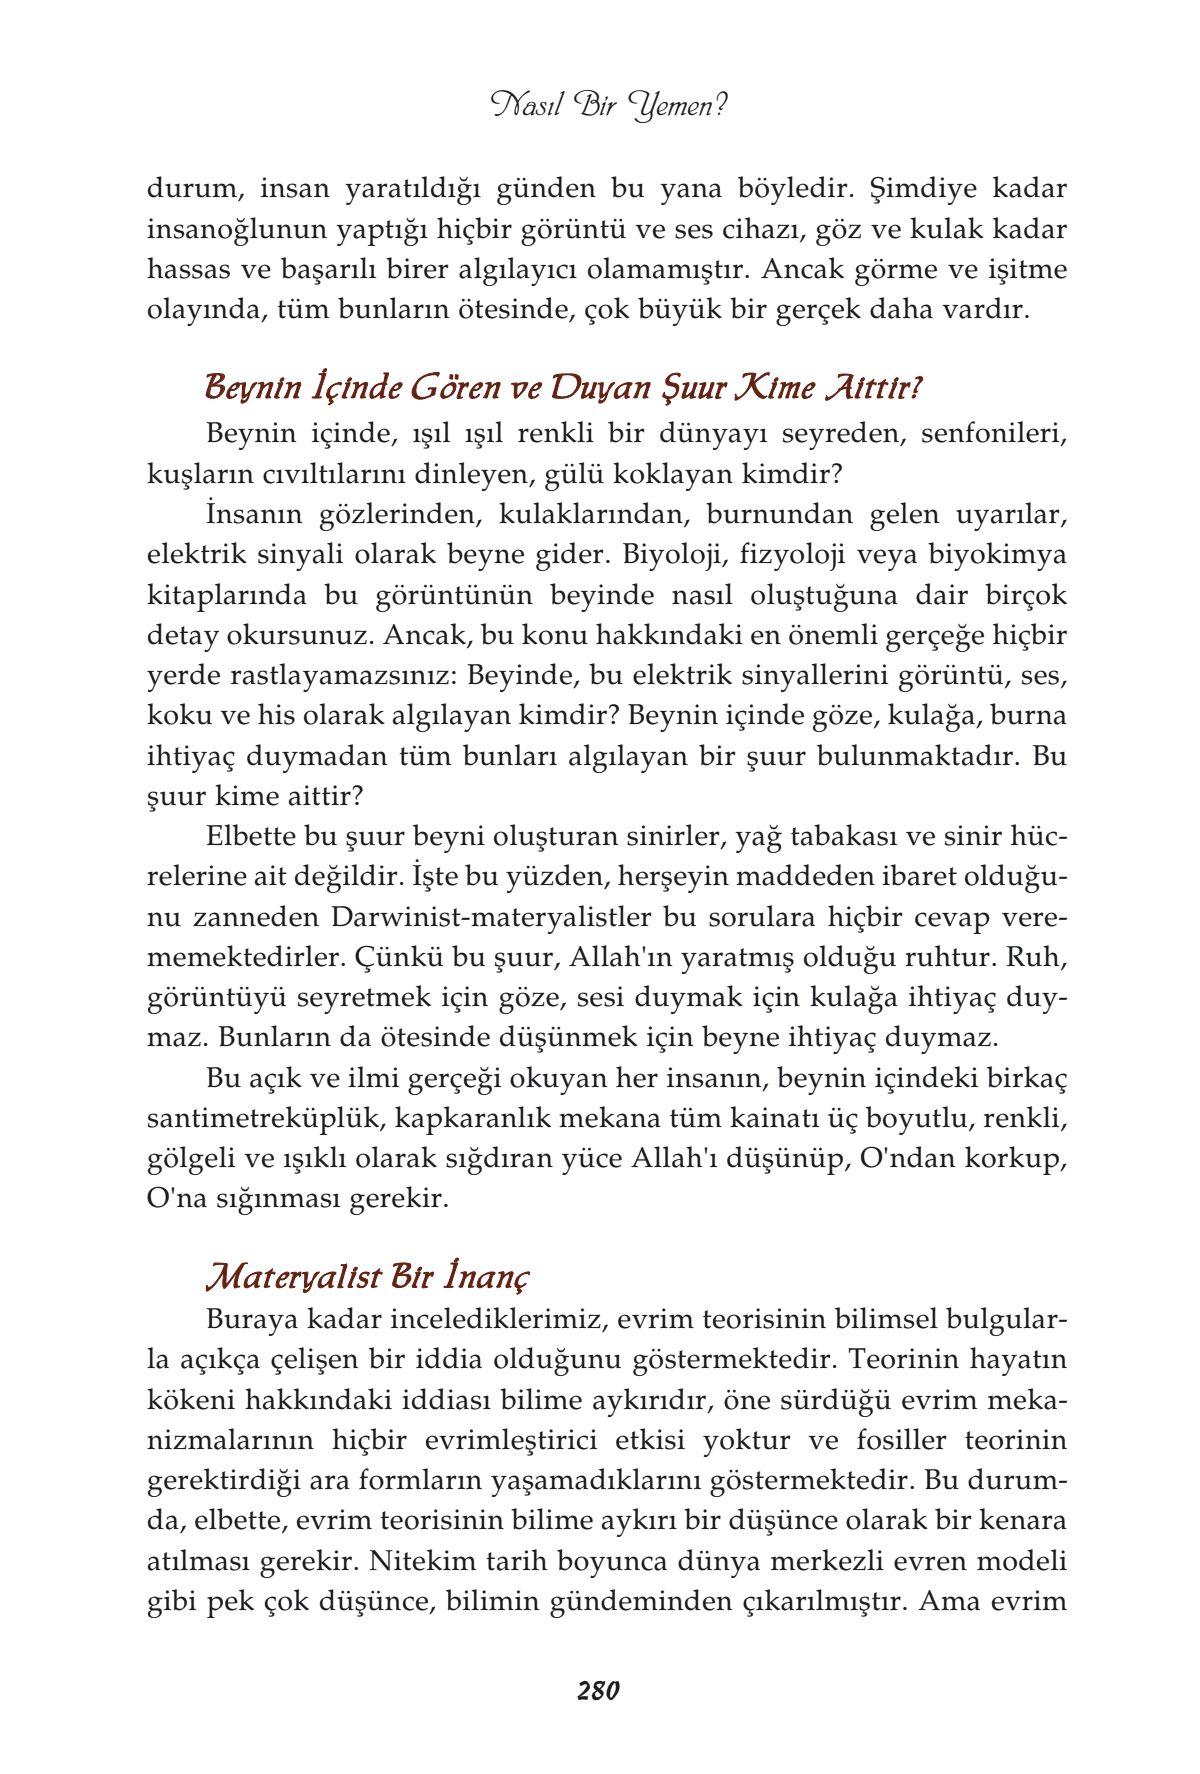 Nasıl Bir Yemen?
durum, insan yaratıldığı günden bu yana böyledir. Şimdiye kadar
insanoğlunun yaptığı hiçbir görüntü ve ses cihazı, göz ve kulak kadar
hassas ve başarılı birer algılayıcı olamamıştır. Ancak görme ve işitme
olayında, tüm bunların ötesinde, çok büyük bir gerçek daha vardır.
Beynin İçinde Gören ve Duyan Şuur Kime Aittir?
Beynin içinde, ışıl ışıl renkli bir dünyayı seyreden, senfonileri,
kuşların cıvıltılarını dinleyen, gülü koklayan kimdir?
İnsanın gözlerinden, kulaklarından, burnundan gelen uyarılar,
elektrik sinyali olarak beyne gider. Biyoloji, fizyoloji veya biyokimya
kitaplarında bu görüntünün beyinde nasıl oluştuğuna dair birçok
detay okursunuz. Ancak, bu konu hakkındaki en önemli gerçeğe hiçbir
yerde rastlayamazsınız: Beyinde, bu elektrik sinyallerini görüntü, ses,
koku ve his olarak algılayan kimdir? Beynin içinde göze, kulağa, burna
ihtiyaç duymadan tüm bunları algılayan bir şuur bulunmaktadır. Bu
şuur kime aittir?
Elbette bu şuur beyni oluşturan sinirler, yağ tabakası ve sinir hüc-
relerine ait değildir. İşte bu yüzden, herşeyin maddeden ibaret olduğu-
nu zanneden Darwinist-materyalistler bu sorulara hiçbir cevap vere-
memektedirler. Çünkü bu şuur, Allah'ın yaratmış olduğu ruhtur. Ruh,
görüntüyü seyretmek için göze, sesi duymak için kulağa ihtiyaç duy-
maz. Bunların da ötesinde düşünmek için beyne ihtiyaç duymaz.
Bu açık ve ilmi gerçeği okuyan her insanın, beynin içindeki birkaç
santimetreküplük, kapkaranlık mekana tüm kainatı üç boyutlu, renkli,
gölgeli ve ışıklı olarak sığdıran yüce Allah'ı düşünüp, O'ndan korkup,
O'na sığınması gerekir.
Materyalist Bir İnanç
Buraya kadar incelediklerimiz, evrim teorisinin bilimsel bulgular-
la açıkça çelişen bir iddia olduğunu göstermektedir. Teorinin hayatın
kökeni hakkındaki iddiası bilime aykırıdır, öne sürdüğü evrim meka-
nizmalarının hiçbir evrimleştirici etkisi yoktur ve fosiller teorinin
gerektirdiği ara formların yaşamadıklarını göstermektedir. Bu durum-
da, elbette, evrim teorisinin bilime aykırı bir düşünce olarak bir kenara
atılması gerekir. Nitekim tarih boyunca dünya merkezli evren modeli
gibi pek çok düşünce, bilimin gündeminden çıkarılmıştır. Ama evrim
280